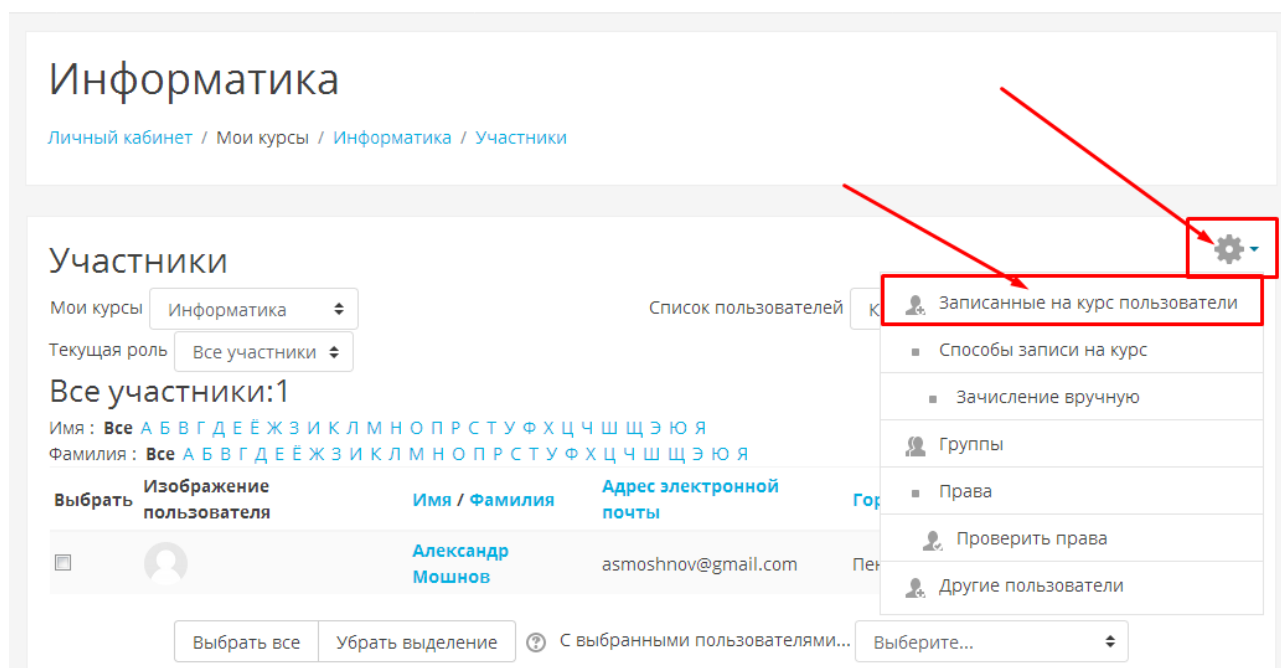 Информатика
Личный кабинет / Мои курсы / Информатика / Участники
Участники
Мои курсы Информатика
Список пользователей К
Записанные на курс пользователи
Текущая роль Все участники
Способы записи на курс
Все участники:1
Зачисление вручную
Имя : Все А Б В Г Д Е Ё Ж З И К Л М Н О П Р С Т У Ф Х Ц Ч Ш Щ Э Ю Я
Фамилия : Все А Б В Г Д Е Ё Ж З И К Л М Н О П Р С Т У Ф Х Ц Ч Ш Щ Э Ю Я
Группы
Права
Выбрать
Изображение
пользователя
Имя / Фамилия
Адрес электронной
почты
Проверить права
Другие пользователи
Александр
Мошнов
asmoshnov@gmail.com
Выбрать все Убрать выделение С выбранными пользователями... Выберите...